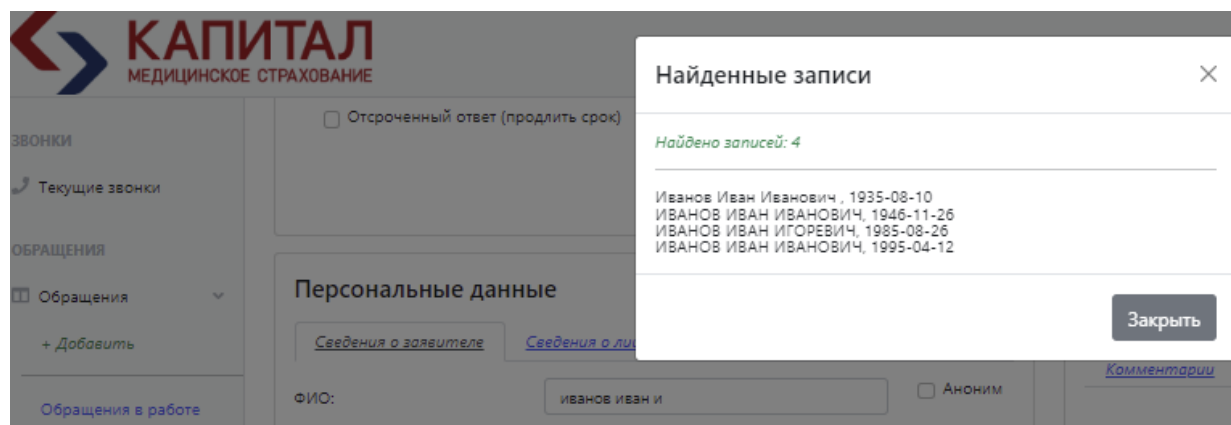 КАПИТАЛ
МЕДИЦИНСКОЕ СТРАХОВАНИЕ
ЗВОНКИ
Текущие звонки
ОБРАЩЕНИЯ
Обращения
+ Добавить
Обращения в работе
Отсроченный ответ (продлить срок)
Персональные данные
Сведения о заявителе
Сведения о ли
ФИО:
иванов иван и
Аноним
Комментарии
Найденные записи
Найдено записей: 4
Иванов Иван Иванович , 1935-08-10
ИВАНОВ ИВАН ИВАНОВИЧ, 1946-11-26
ИВАНОВ ИВАН ИГОРЕВИЧ, 1985-08-26
ИВАНОВ ИВАН ИВАНОВИЧ, 1995-04-12
Закрыть